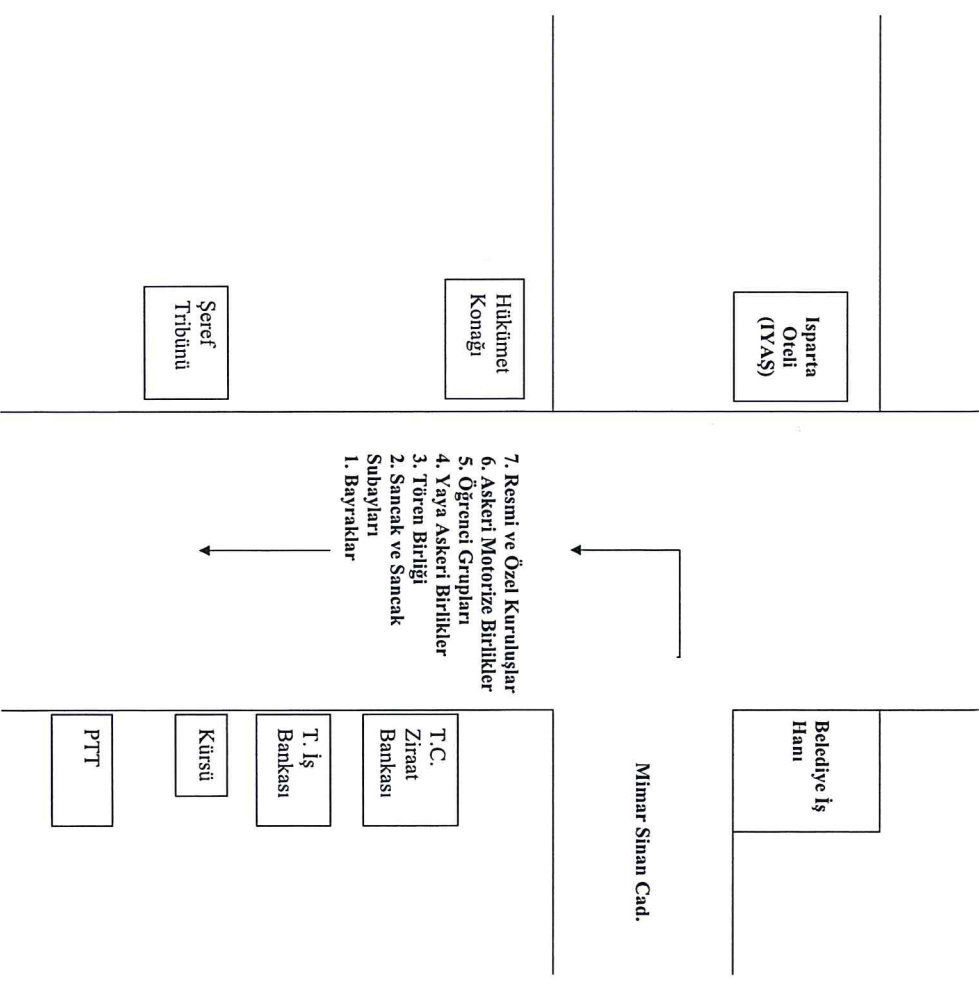 Isparta
Oteli
(IYAŞ)
Hükümet
Konağı
Şeref
Tribünü
7. Resmi ve Özel Kuruluşlar
6. Askeri Motorize Birlikler
5. Öğrenci Grupları
4. Yaya Askeri Birlikler
3. Tören Birliği
2. Sancak ve Sancak
Subayları
1. Bayraklar
Belediye İş
Hanı
Mimar Sinan Cad.
T.C.
Ziraat
Bankası
T. İş
Bankası
Kürsü
PTT